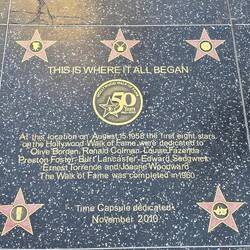 THIS IS WHERE IT ALL BEGAN
50
At this location on August 15 1958 the first eight stars
on the Hollywood Walk of Fame were dedicated to
Olive Borden, Ronald Colman, Louise Fazenda,
Preston Foster, Burt Lancaster, Edward Sedgwick,
Ernest Torrence and Joanne Woodward
The Walk of Fame was completed in 1960
Time Capsule dedicated
November 2010